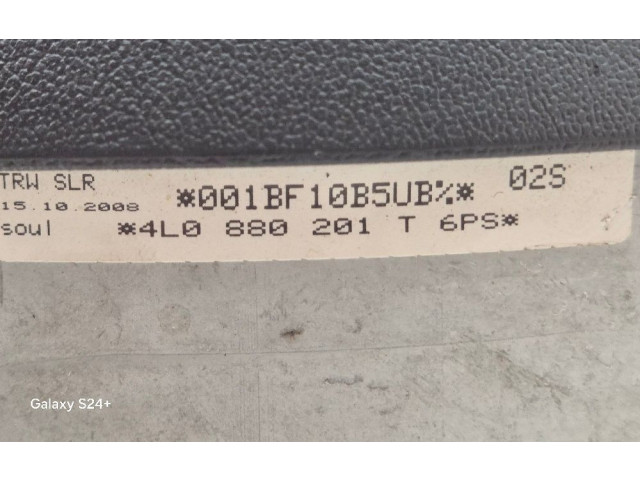 TRW SLR *001BF10B5UB%* 02S
15.10.2008
soul *4L0 880 201 T 6PS*
Galaxy S24+